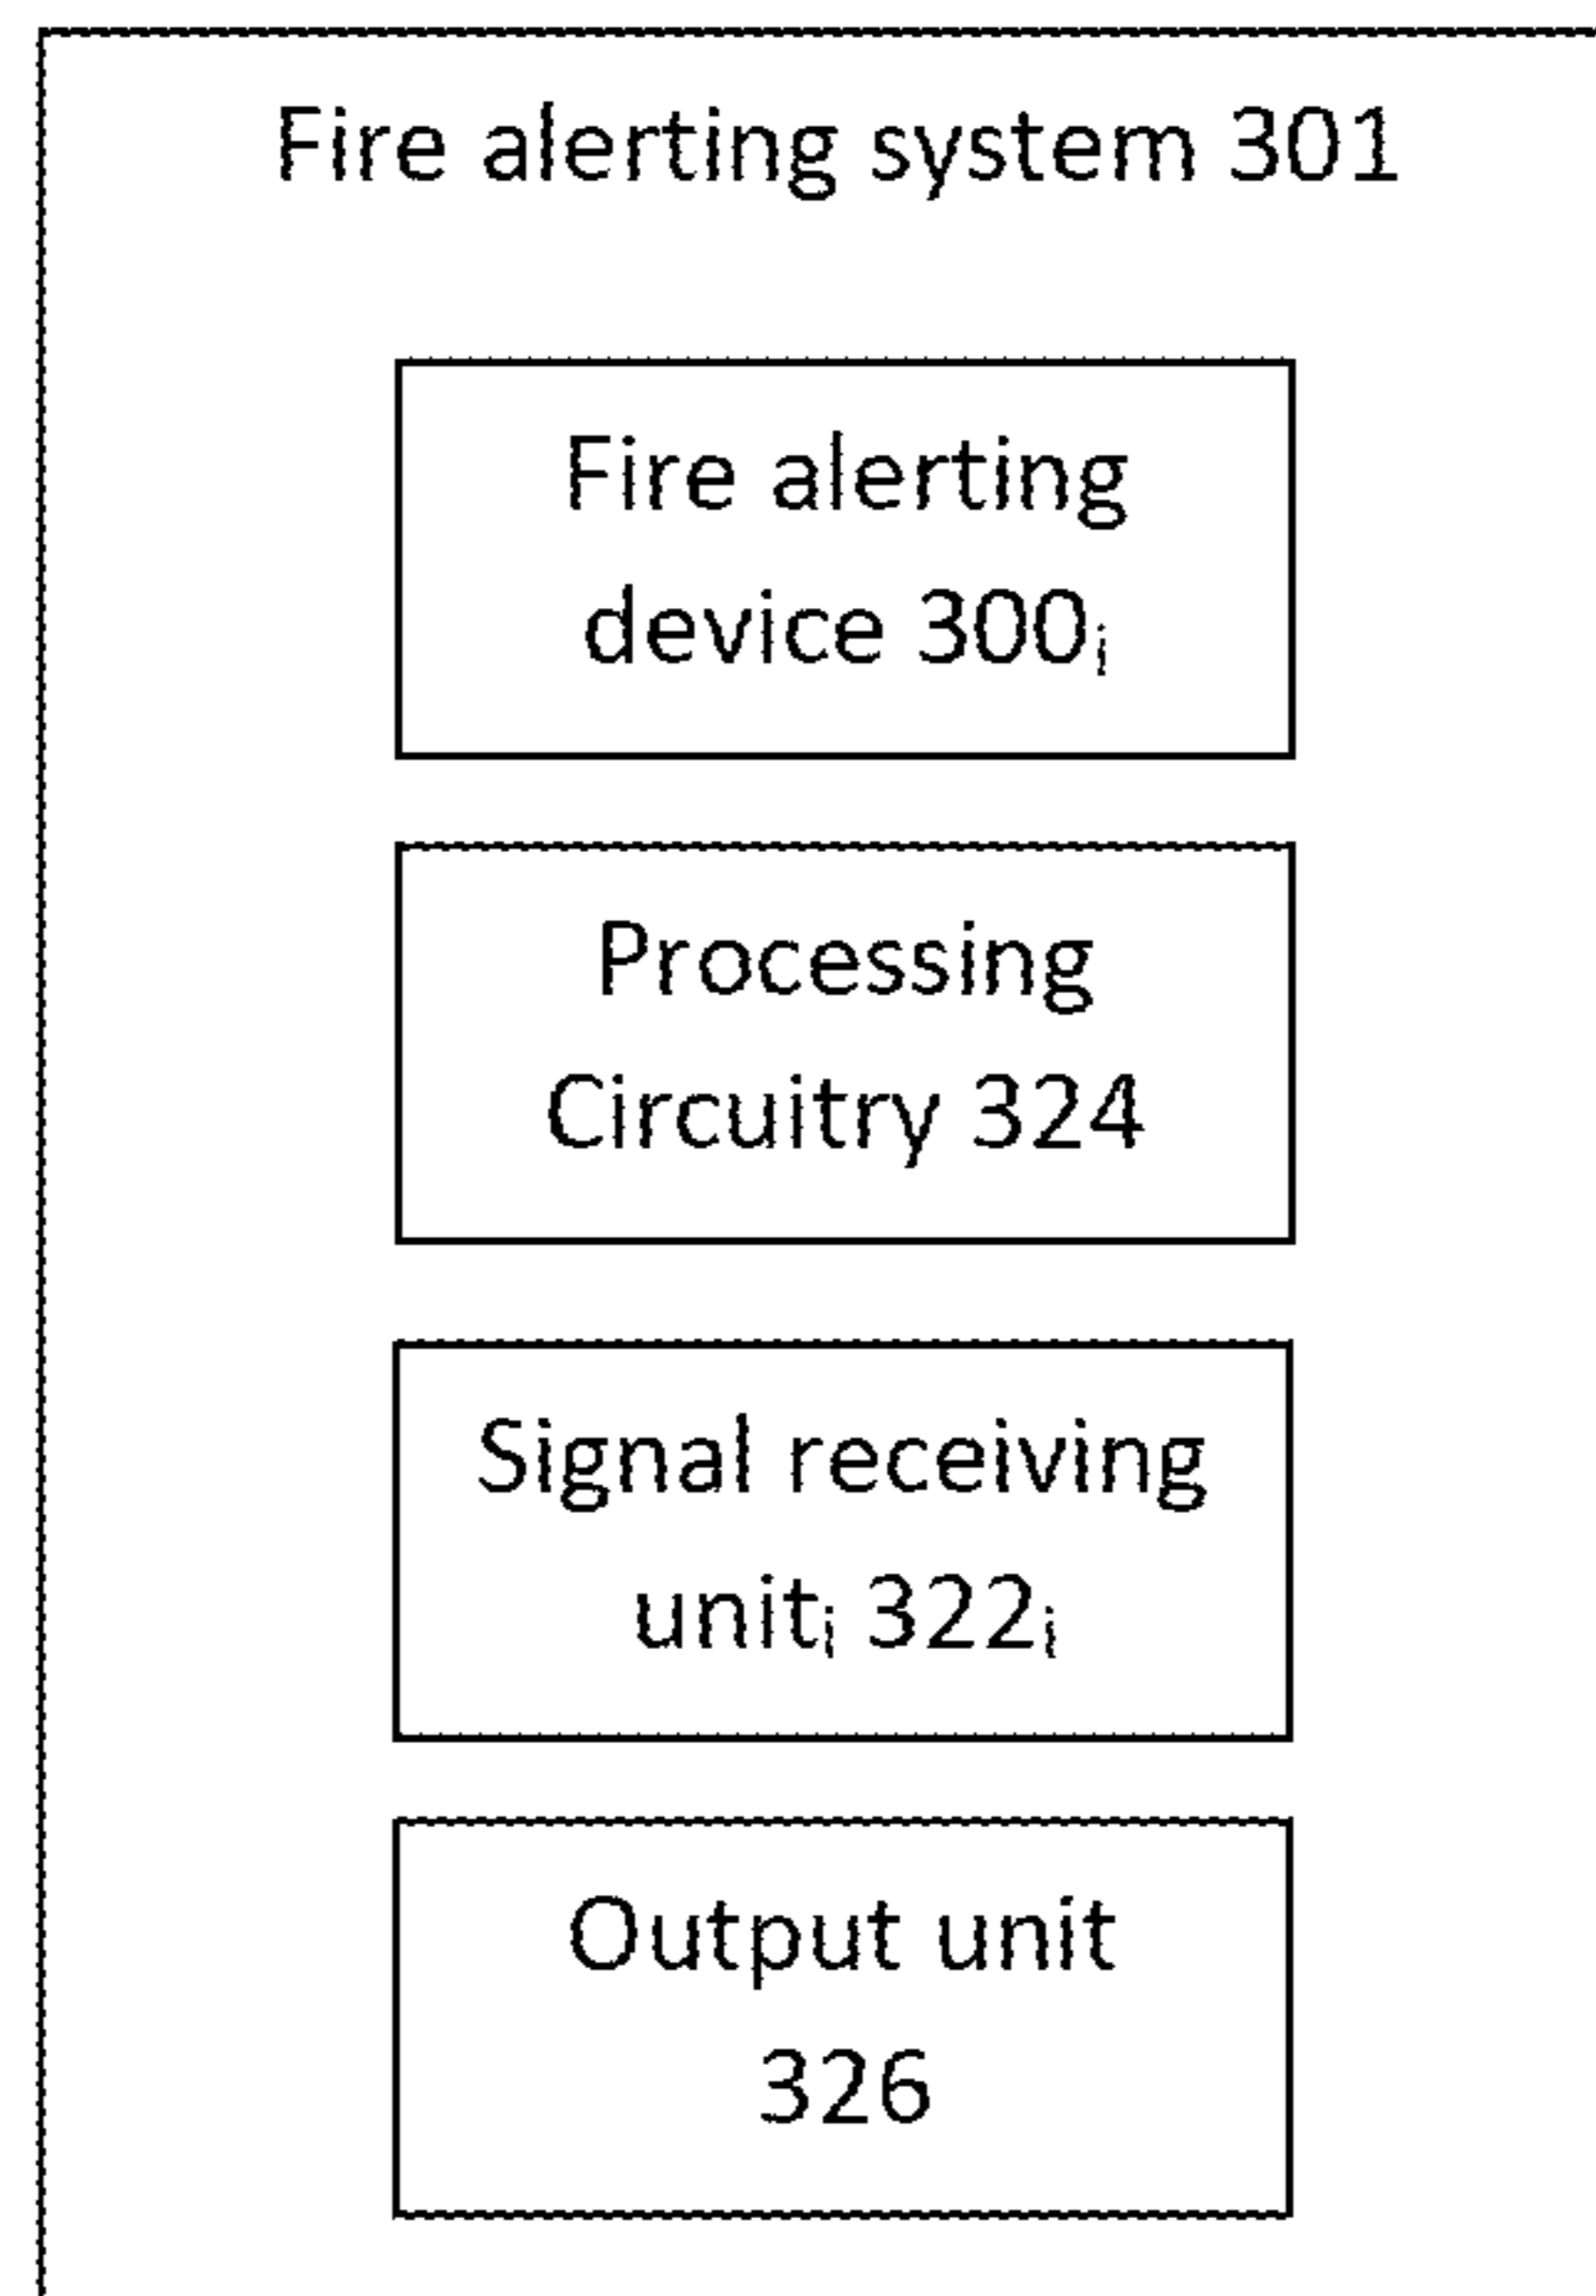 Fire alerting system 301
Fire alerting
device 300ᵢ
Processing
Circuitry 324
Signal receiving
unitᵢ 322ᵢ
Output unit
326